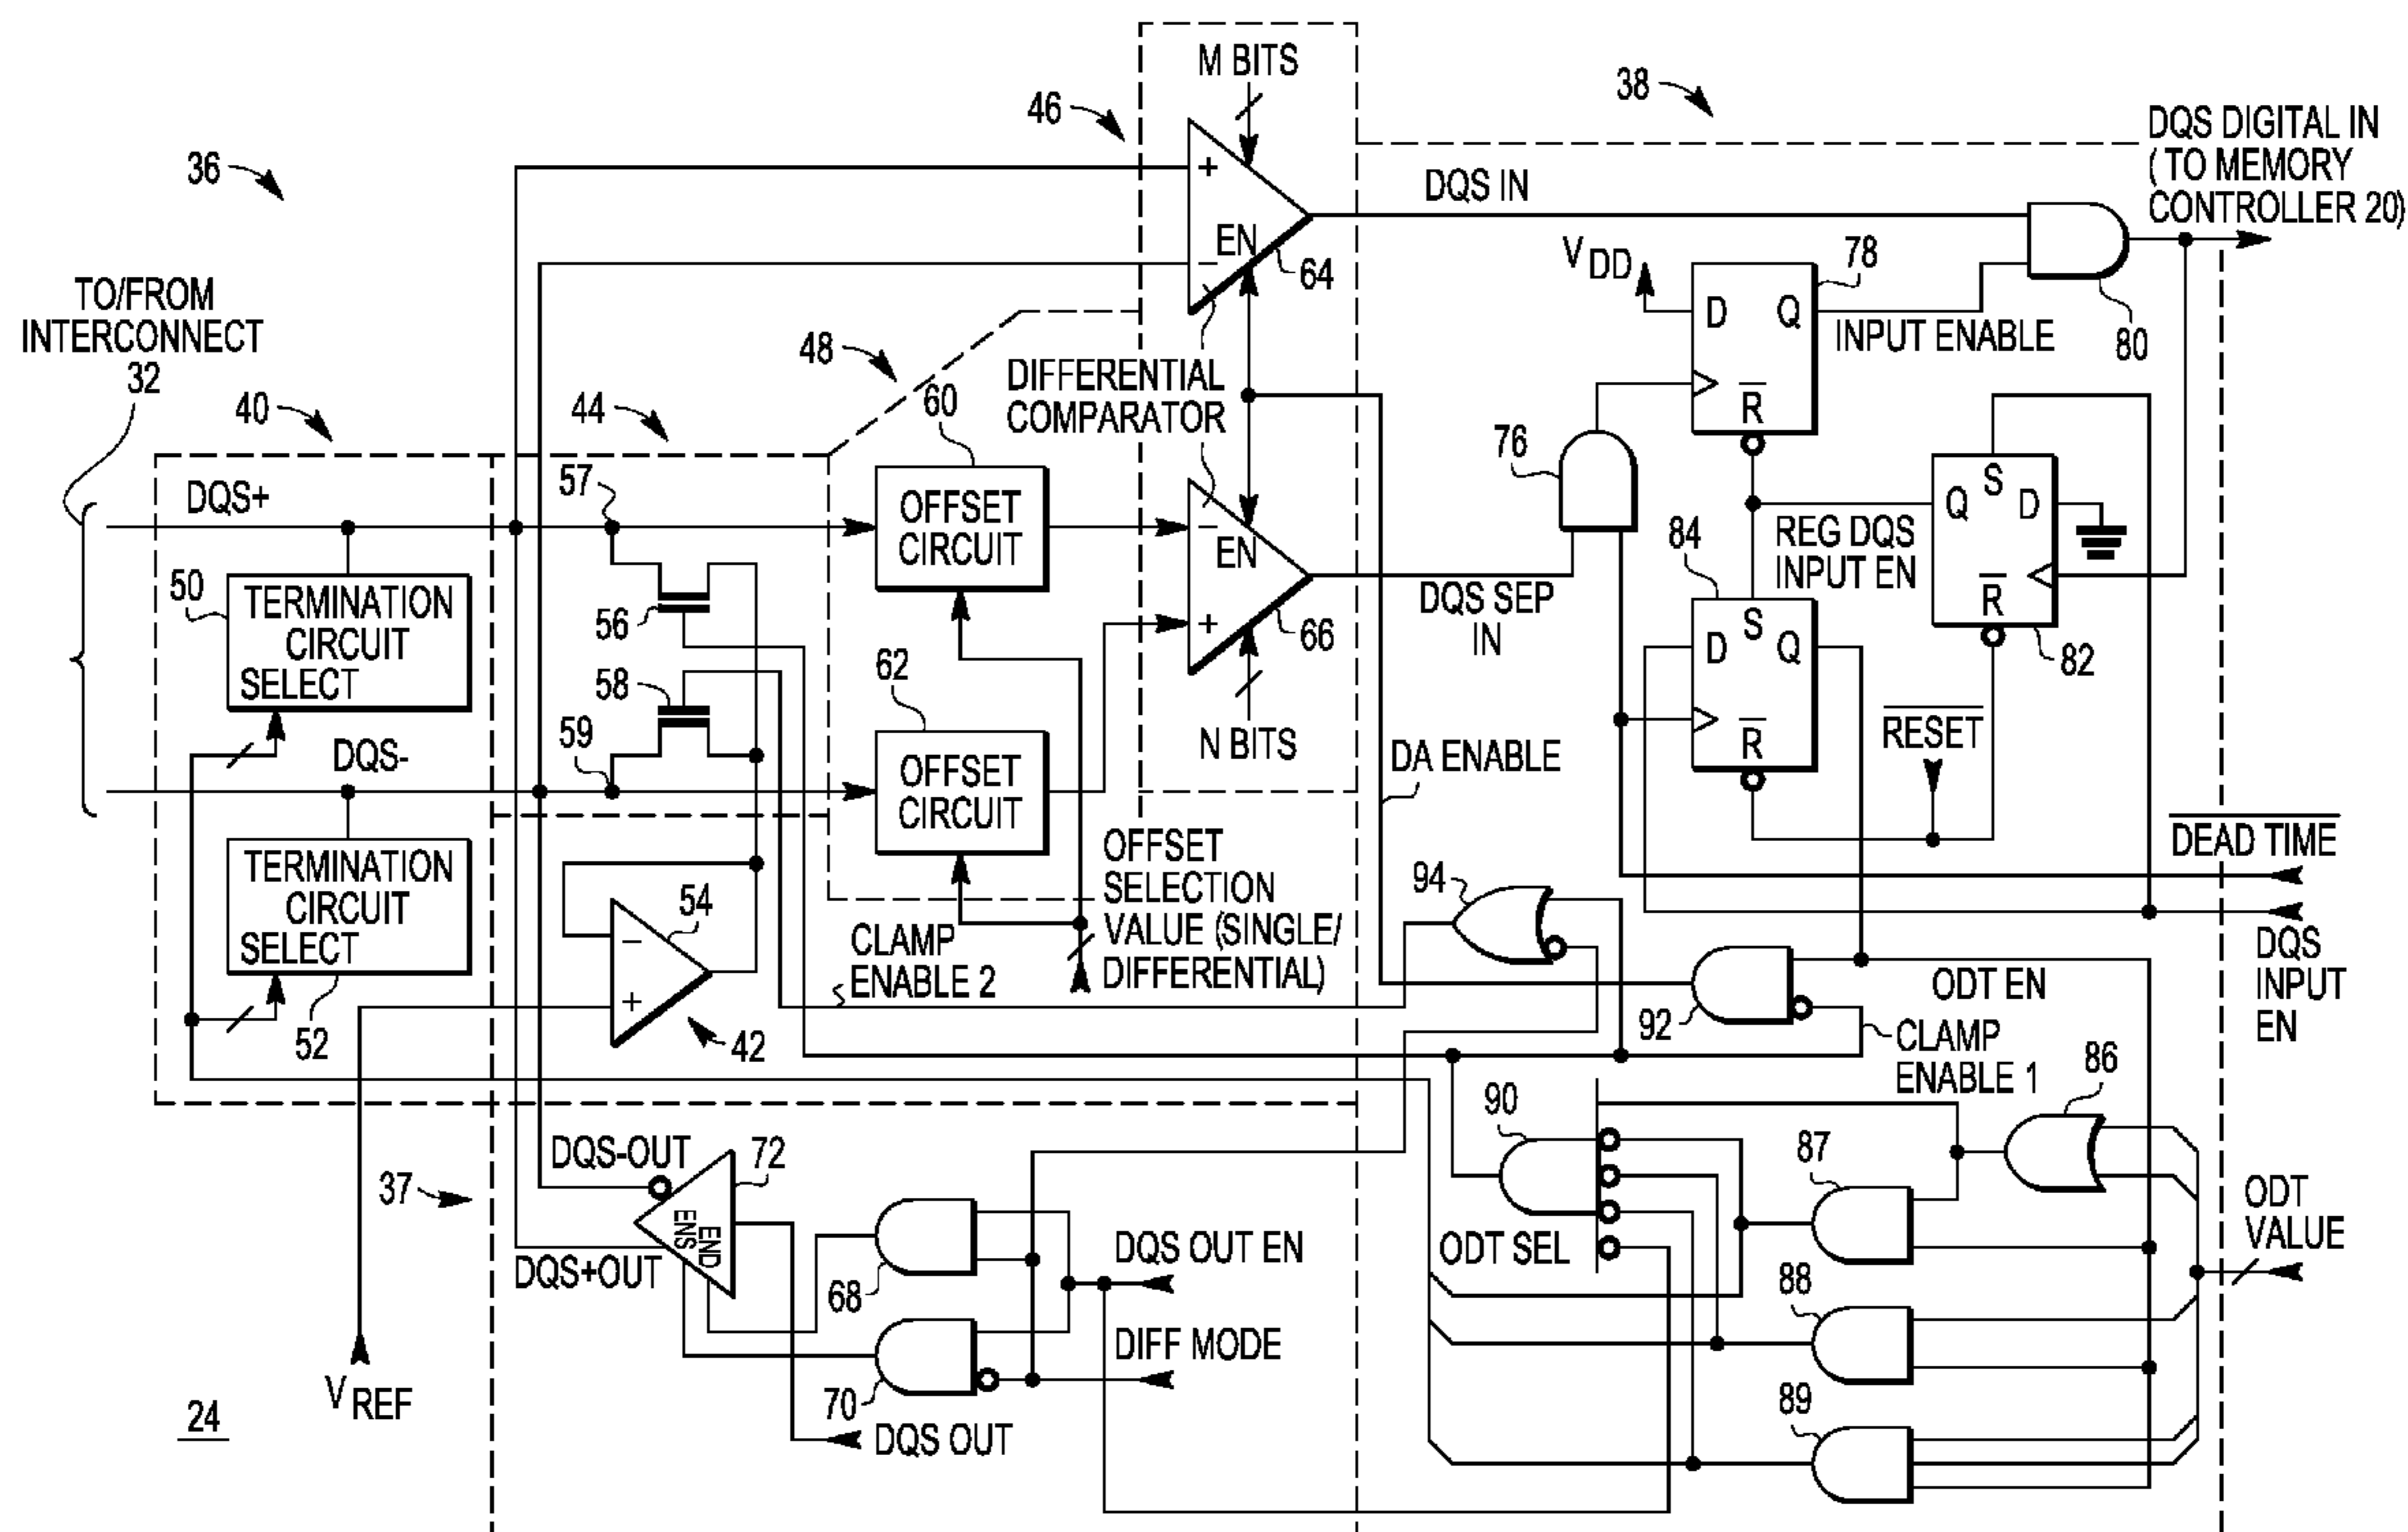 M BITS
46
38
DQS DIGITAL IN
( TO MEMORY
CONTROLLER 20)
36
+
DQS IN
EN
−
64
V DD
78
D Q
R
INPUT ENABLE
80
TO/FROM
INTERCONNECT
32
48
DIFFERENTIAL
COMPARATOR
40
44
60
76
DQS+
57
OFFSET
CIRCUIT
−
EN
+
66
DQS SEP
IN
S
Q D
R
82
REG DQS
INPUT EN
84
50
TERMINATION
CIRCUIT
SELECT
56
58
62
S
D Q
R
RESET
DQS-
59
OFFSET
CIRCUIT
N BITS
DA ENABLE
DEAD TIME
TERMINATION
CIRCUIT
SELECT
52
54
−
+
42
CLAMP
ENABLE 2
OFFSET
SELECTION
VALUE (SINGLE/
DIFFERENTIAL)
94
92
ODT EN
DQS
INPUT
EN
CLAMP
ENABLE 1
86
90
DQS-OUT
72
37
ENS
END
DQS+OUT
68
DQS OUT EN
ODT SEL
87
ODT
VALUE
88
70
DIFF MODE
89
V REF
DQS OUT
24